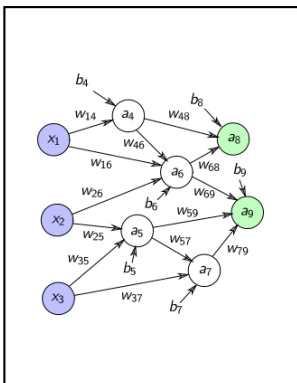 b₄
b₈
a₄
w₁₄
w₄₈
x₁
a₈
w₄₆
w₁₆
w₆₈
b₉
a₆
w₂₆
w₆₉
b₆
x₂
w₅₉
a₉
w₂₅
a₅
w₅₇
w₃₅
b₅
w₇₉
a₇
x₃
w₃₇
b₇